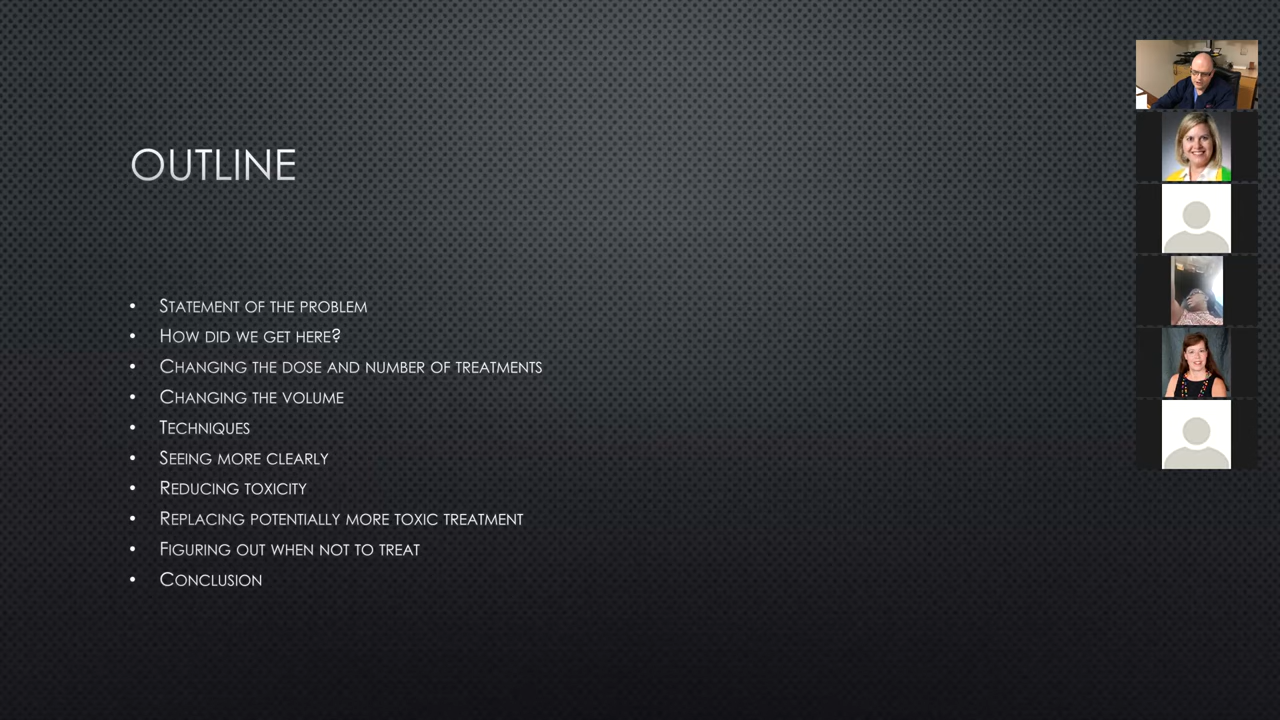 OUTLINE
• STATEMENT OF THE PROBLEM
• HOW DID WE GET HERE?
• CHANGING THE DOSE AND NUMBER OF TREATMENTS
• CHANGING THE VOLUME
• TECHNIQUES
• SEEING MORE CLEARLY
• REDUCING TOXICITY
• REPLACING POTENTIALLY MORE TOXIC TREATMENT
• FIGURING OUT WHEN NOT TO TREAT
• CONCLUSION